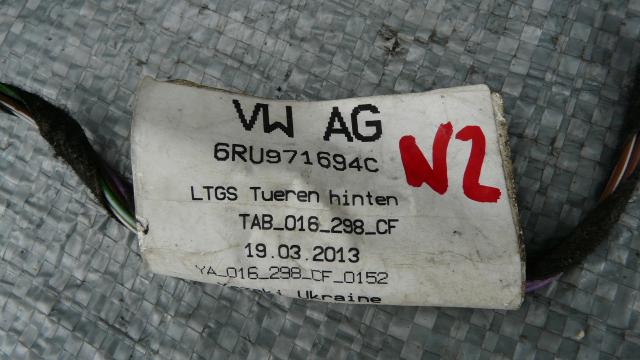 VW AG
6RU971694C
N2
LTGS Tueren hinten
TAB_016_298_CF
19.03.2013
YA_016_298_CF_0152
Ukraine